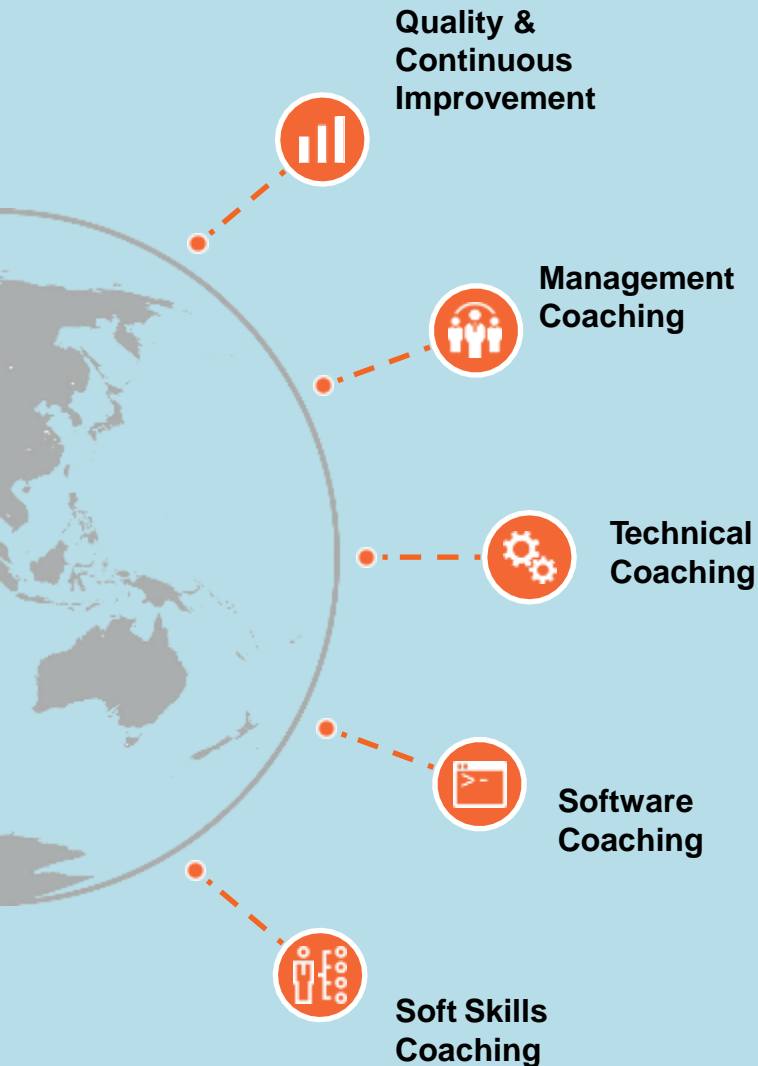 Quality &
Continuous
Improvement
Management
Coaching
Technical
Coaching
>-
Software
Coaching
Soft Skills
Coaching